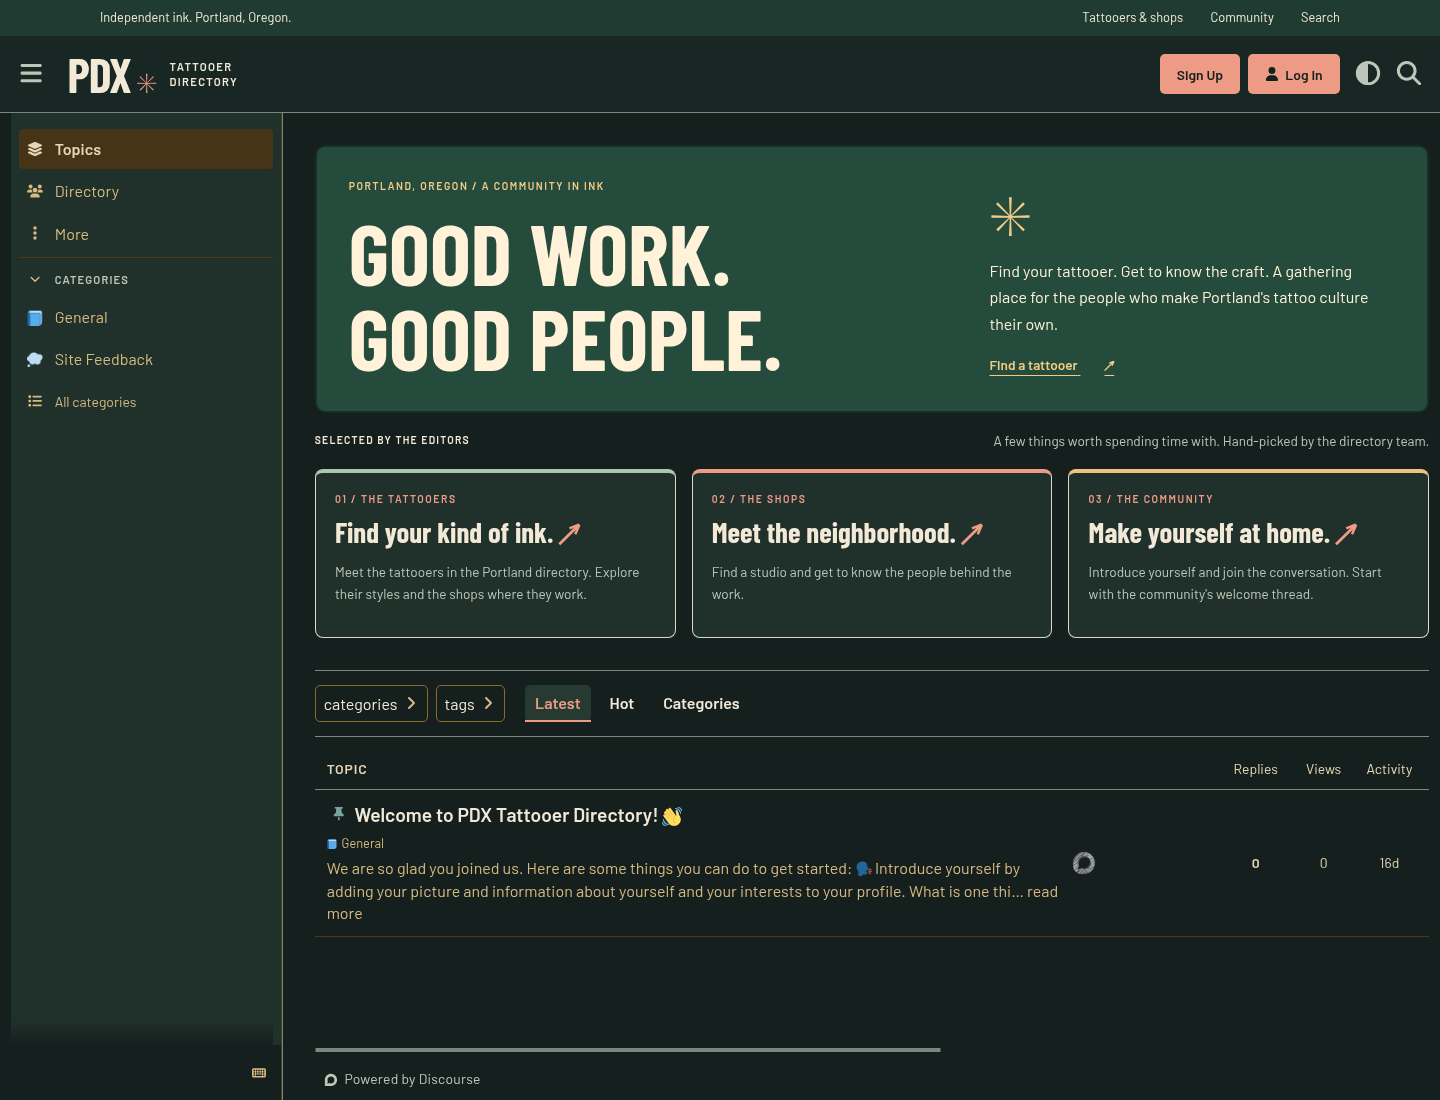 Independent ink. Portland, Oregon.
Tattooers & shops
Community
Search
PDX
TATTOOER
DIRECTORY
Sign Up
Log In
Topics
Directory
More
CATEGORIES
General
Site Feedback
All categories
PORTLAND, OREGON / A COMMUNITY IN INK
GOOD WORK.
GOOD PEOPLE.
Find your tattooer. Get to know the craft. A gathering
place for the people who make Portland's tattoo culture
their own.
Find a tattooer
SELECTED BY THE EDITORS
A few things worth spending time with. Hand-picked by the directory team.
01 / THE TATTOOERS
Find your kind of ink.
Meet the tattooers in the Portland directory. Explore
their styles and the shops where they work.
02 / THE SHOPS
Meet the neighborhood.
Find a studio and get to know the people behind the
work.
03 / THE COMMUNITY
Make yourself at home.
Introduce yourself and join the conversation. Start
with the community's welcome thread.
categories
tags
Latest
Hot
Categories
TOPIC
Replies
Views
Activity
Welcome to PDX Tattooer Directory! 👋
General
We are so glad you joined us. Here are some things you can do to get started: 🗣 Introduce yourself by
adding your picture and information about yourself and your interests to your profile. What is one thi… read
more
0
0
16d
Powered by Discourse